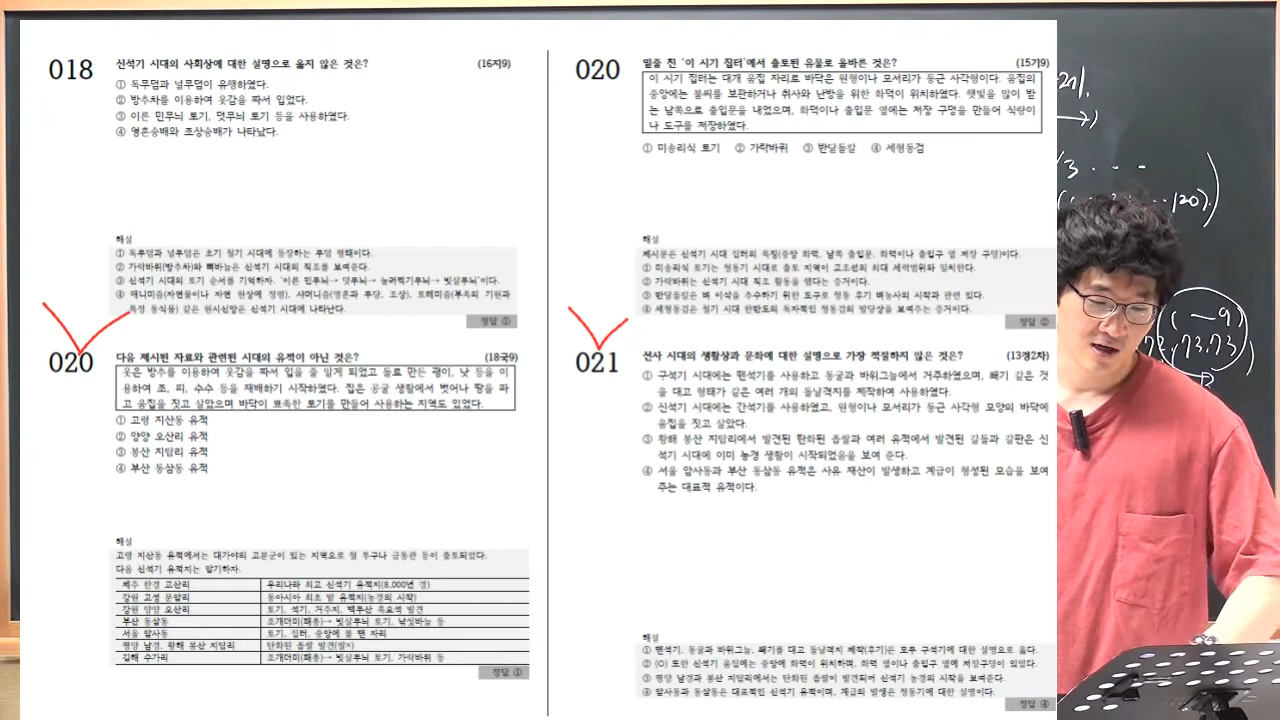 018
신석기 시대의 사회상에 대한 설명으로 옳지 않은 것은? (16지9)
① 독무덤과 널무덤이 유행하였다.
② 방추차를 이용하여 옷감을 짜서 입었다.
③ 이른 민무늬 토기, 덧무늬 토기 등을 사용하였다.
④ 영혼숭배와 조상숭배가 나타났다.
해설
① 독무덤과 널무덤은 초기 철기 시대에 등장하는 무덤 형태이다.
② 가락바퀴(방추차)와 뼈바늘은 신석기 시대의 직조를 보여준다.
③ 신석기 시대의 토기 순서를 기억하자. '이른 민무늬→ 덧무늬→ 눌러찍기무늬→ 빗살무늬'이다.
④ 애니미즘(자연물이나 자연 현상에 정령), 샤머니즘(영혼과 무당, 조상), 토테미즘(부족의 기원과
특정 동식물) 같은 원시신앙은 신석기 시대에 나타난다.
정답 ①
020
다음 제시된 자료와 관련된 시대의 유적이 아닌 것은? (18국9)
옷은 방추를 이용하여 옷감을 짜서 입을 줄 알게 되었고 돌로 만든 괭이, 낫 등을 이
용하여 조, 피, 수수 등을 재배하기 시작하였다. 집은 동굴 생활에서 벗어나 땅을 파
고 움집을 짓고 살았으며 바닥이 뾰족한 토기를 만들어 사용하는 지역도 있었다.
① 고령 지산동 유적
② 양양 오산리 유적
③ 봉산 지탑리 유적
④ 부산 동삼동 유적
해설
고령 지산동 유적에서는 대가야의 고분군이 있는 지역으로 철 투구나 금동관 등이 출토되었다.
다음 신석기 유적지는 암기하자.
제주 한경 고산리 우리나라 최고 신석기 유적지(8,000년 경)
강원 고성 문암리 동아시아 최초 밭 유적지(농경의 시작)
강원 양양 오산리 토기, 석기, 거주지, 백두산 흑요석 발견
부산 동삼동 조개더미(패총)→ 빗살무늬 토기, 낚싯바늘 등
서울 암사동 토기, 집터, 중앙에 불 땐 자리
평양 남경, 황해 봉산 지탑리 탄화된 좁쌀 발견(쌀×)
김해 수가리 조개더미(패총)→ 빗살무늬 토기, 가락바퀴 등
정답 ①
020
밑줄 친 '이 시기 집터'에서 출토된 유물로 올바른 것은? (15기9)
이 시기 집터는 대개 움집 자리로 바닥은 원형이나 모서리가 둥근 사각형이다. 움집의
중앙에는 불씨를 보관하거나 취사와 난방을 위한 화덕이 위치하였다. 햇빛을 많이 받
는 남쪽으로 출입문을 내었으며, 화덕이나 출입문 옆에는 저장 구덩을 만들어 식량이
나 도구를 저장하였다.
① 미송리식 토기 ② 가락바퀴 ③ 반달돌칼 ④ 세형동검
해설
제시문은 신석기 시대 집터의 특징(중앙 화덕, 남쪽 출입문, 화덕이나 출입구 옆 저장 구덩)이다.
① 미송리식 토기는 청동기 시대로 출토 지역이 고조선의 최대 세력범위와 일치한다.
② 가락바퀴는 신석기 시대 직조 활동을 했다는 증거이다.
③ 반달돌칼은 벼 이삭을 추수하기 위한 도구로 청동 후기 벼농사의 시작과 관련 있다.
④ 세형동검은 철기 시대 한반도의 독자적인 청동검의 발달상을 보여주는 증거이다.
정답 ②
021
선사 시대의 생활상과 문화에 대한 설명으로 가장 적절하지 않은 것은? (13경2차)
① 구석기 시대에는 뗀석기를 사용하고 동굴과 바위그늘에서 거주하였으며, 쐐기 같은 것
을 대고 형태가 같은 여러 개의 돌날격지를 제작하여 사용하였다.
② 신석기 시대에는 간석기를 사용하였고, 원형이나 모서리가 둥근 사각형 모양의 바닥에
움집을 짓고 살았다.
③ 황해 봉산 지탑리에서 발견된 탄화된 좁쌀과 여러 유적에서 발견된 갈돌과 갈판은 신
석기 시대에 이미 농경 생활이 시작되었음을 보여 준다.
④ 서울 암사동과 부산 동삼동 유적은 사유 재산이 발생하고 계급이 형성된 모습을 보여
주는 대표적 유적이다.
해설
① 뗀석기, 동굴과 바위그늘, 쐐기를 대고 돌날격지 제작(후기)은 모두 구석기에 대한 설명으로 옳다.
② (O) 또한 신석기 움집에는 중앙에 화덕이 위치하며, 화덕 옆이나 출입구 옆에 저장구덩이 있었다.
③ 평양 남경과 봉산 지탑리에서는 탄화된 좁쌀이 발견되어 신석기 농경의 시작을 보여준다.
④ 암사동과 동삼동은 대표적인 신석기 유적이며, 계급의 발생은 청동기에 대한 설명이다.
정답 ④
(-9)
73.73